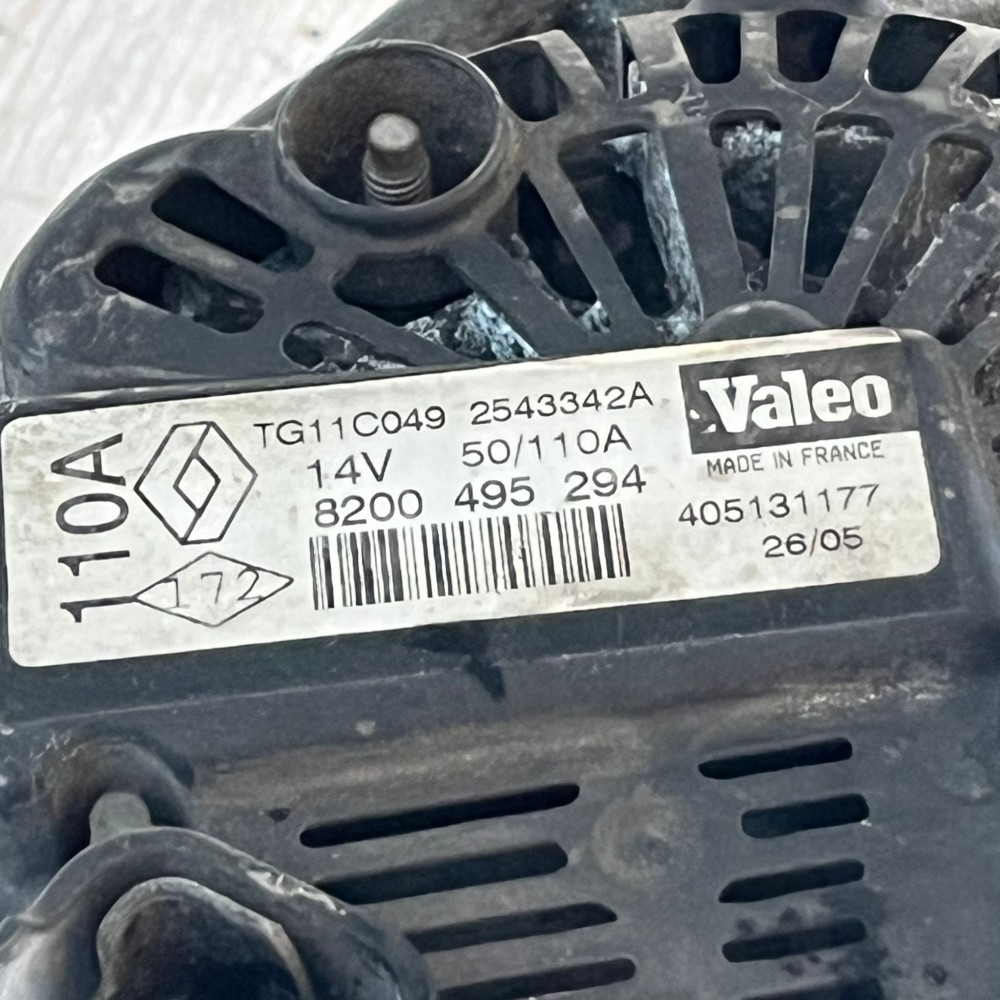 110A
TG11C049 2543342A
14V 50/110A
8200 495 294
172
Valeo
MADE IN FRANCE
405131177
26/05